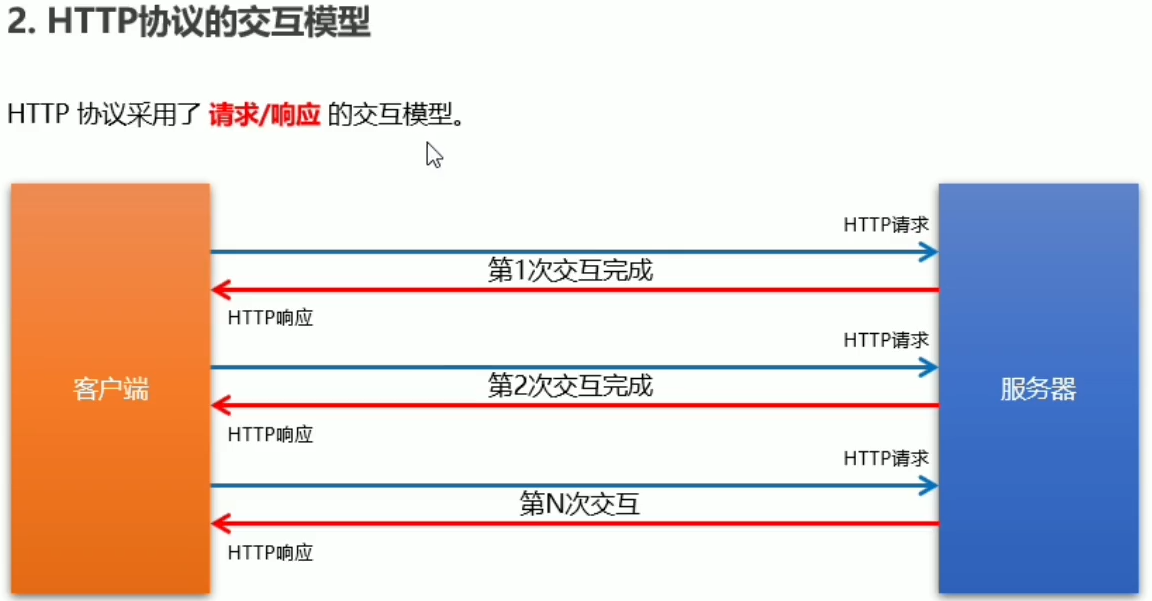 2. HTTP协议的交互模型
HTTP 协议采用了 请求/响应 的交互模型。
HTTP请求
第1次交互完成
HTTP响应
HTTP请求
客户端
第2次交互完成
服务器
HTTP响应
HTTP请求
第N次交互
HTTP响应